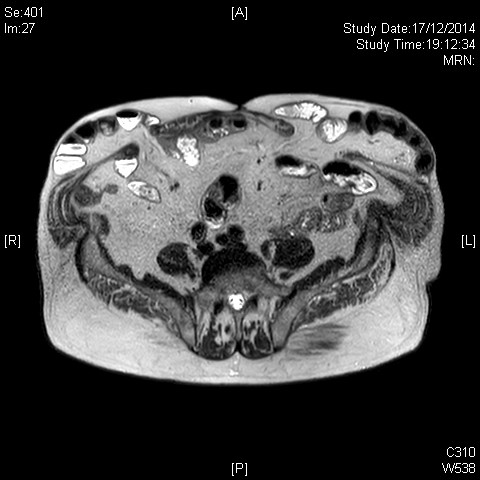 Se:401
Im:27
[A]
Study Date:17/12/2014
Study Time:19:12:34
MRN:
[R]
[L]
[P]
C310
W538